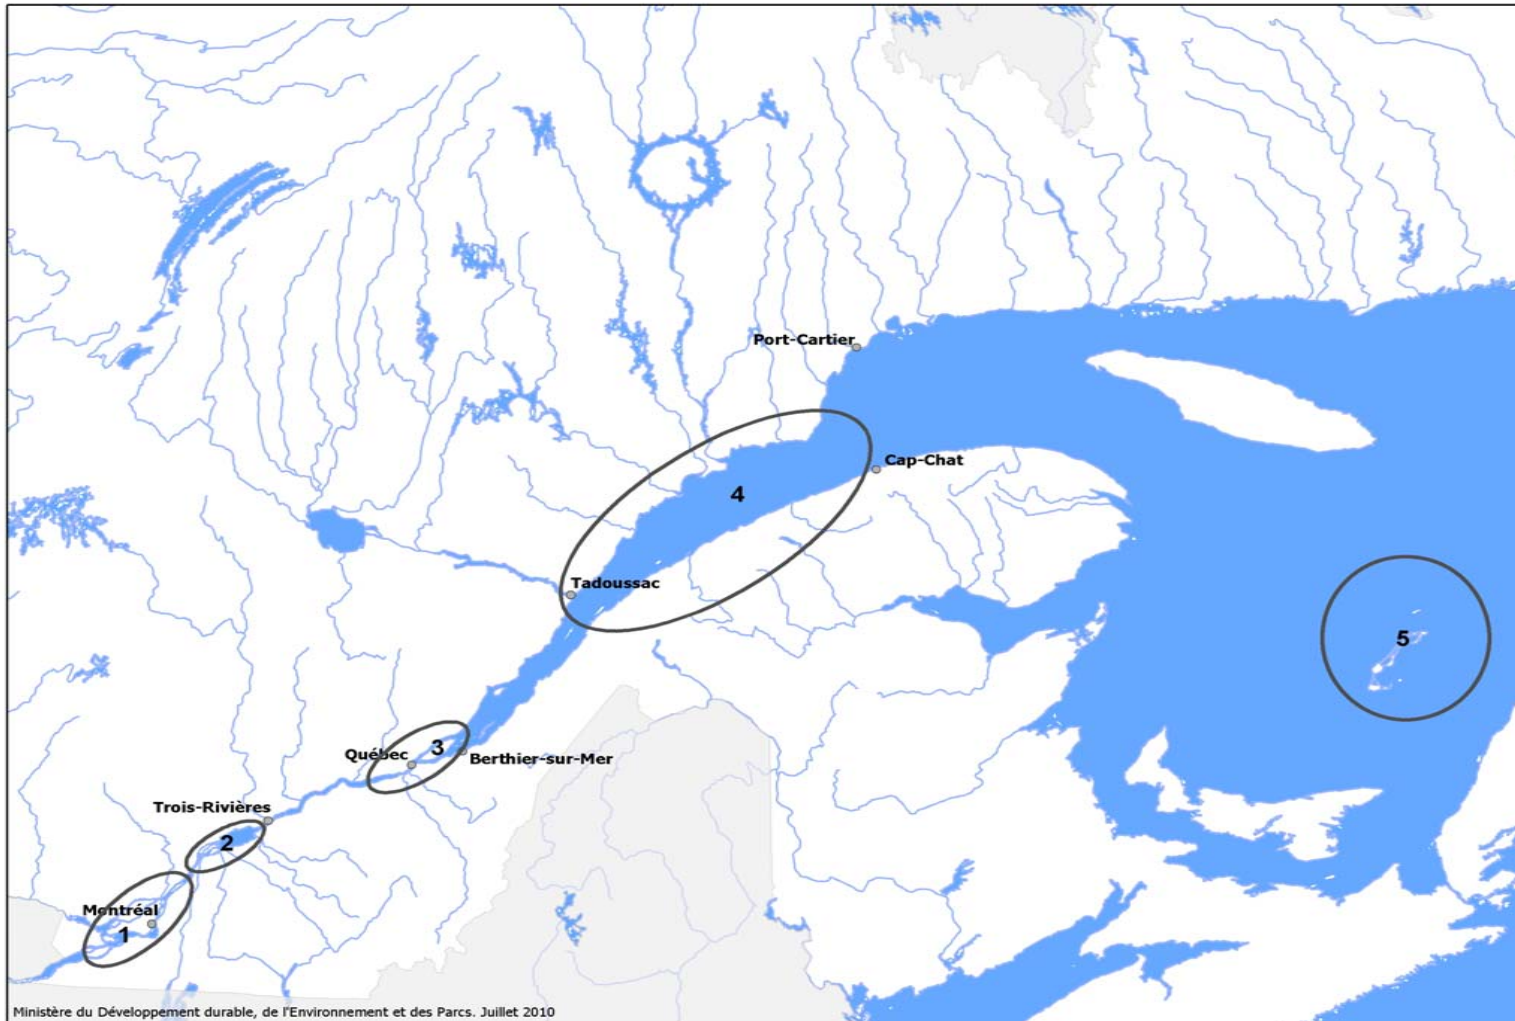 Port-Cartier
Cap-Chat
4
Tadoussac
5
3
Québec
Berthier-sur-Mer
Trois-Rivières
2
Montréal
1
Ministère du Développement durable, de l'Environnement et des Parcs. Juillet 2010